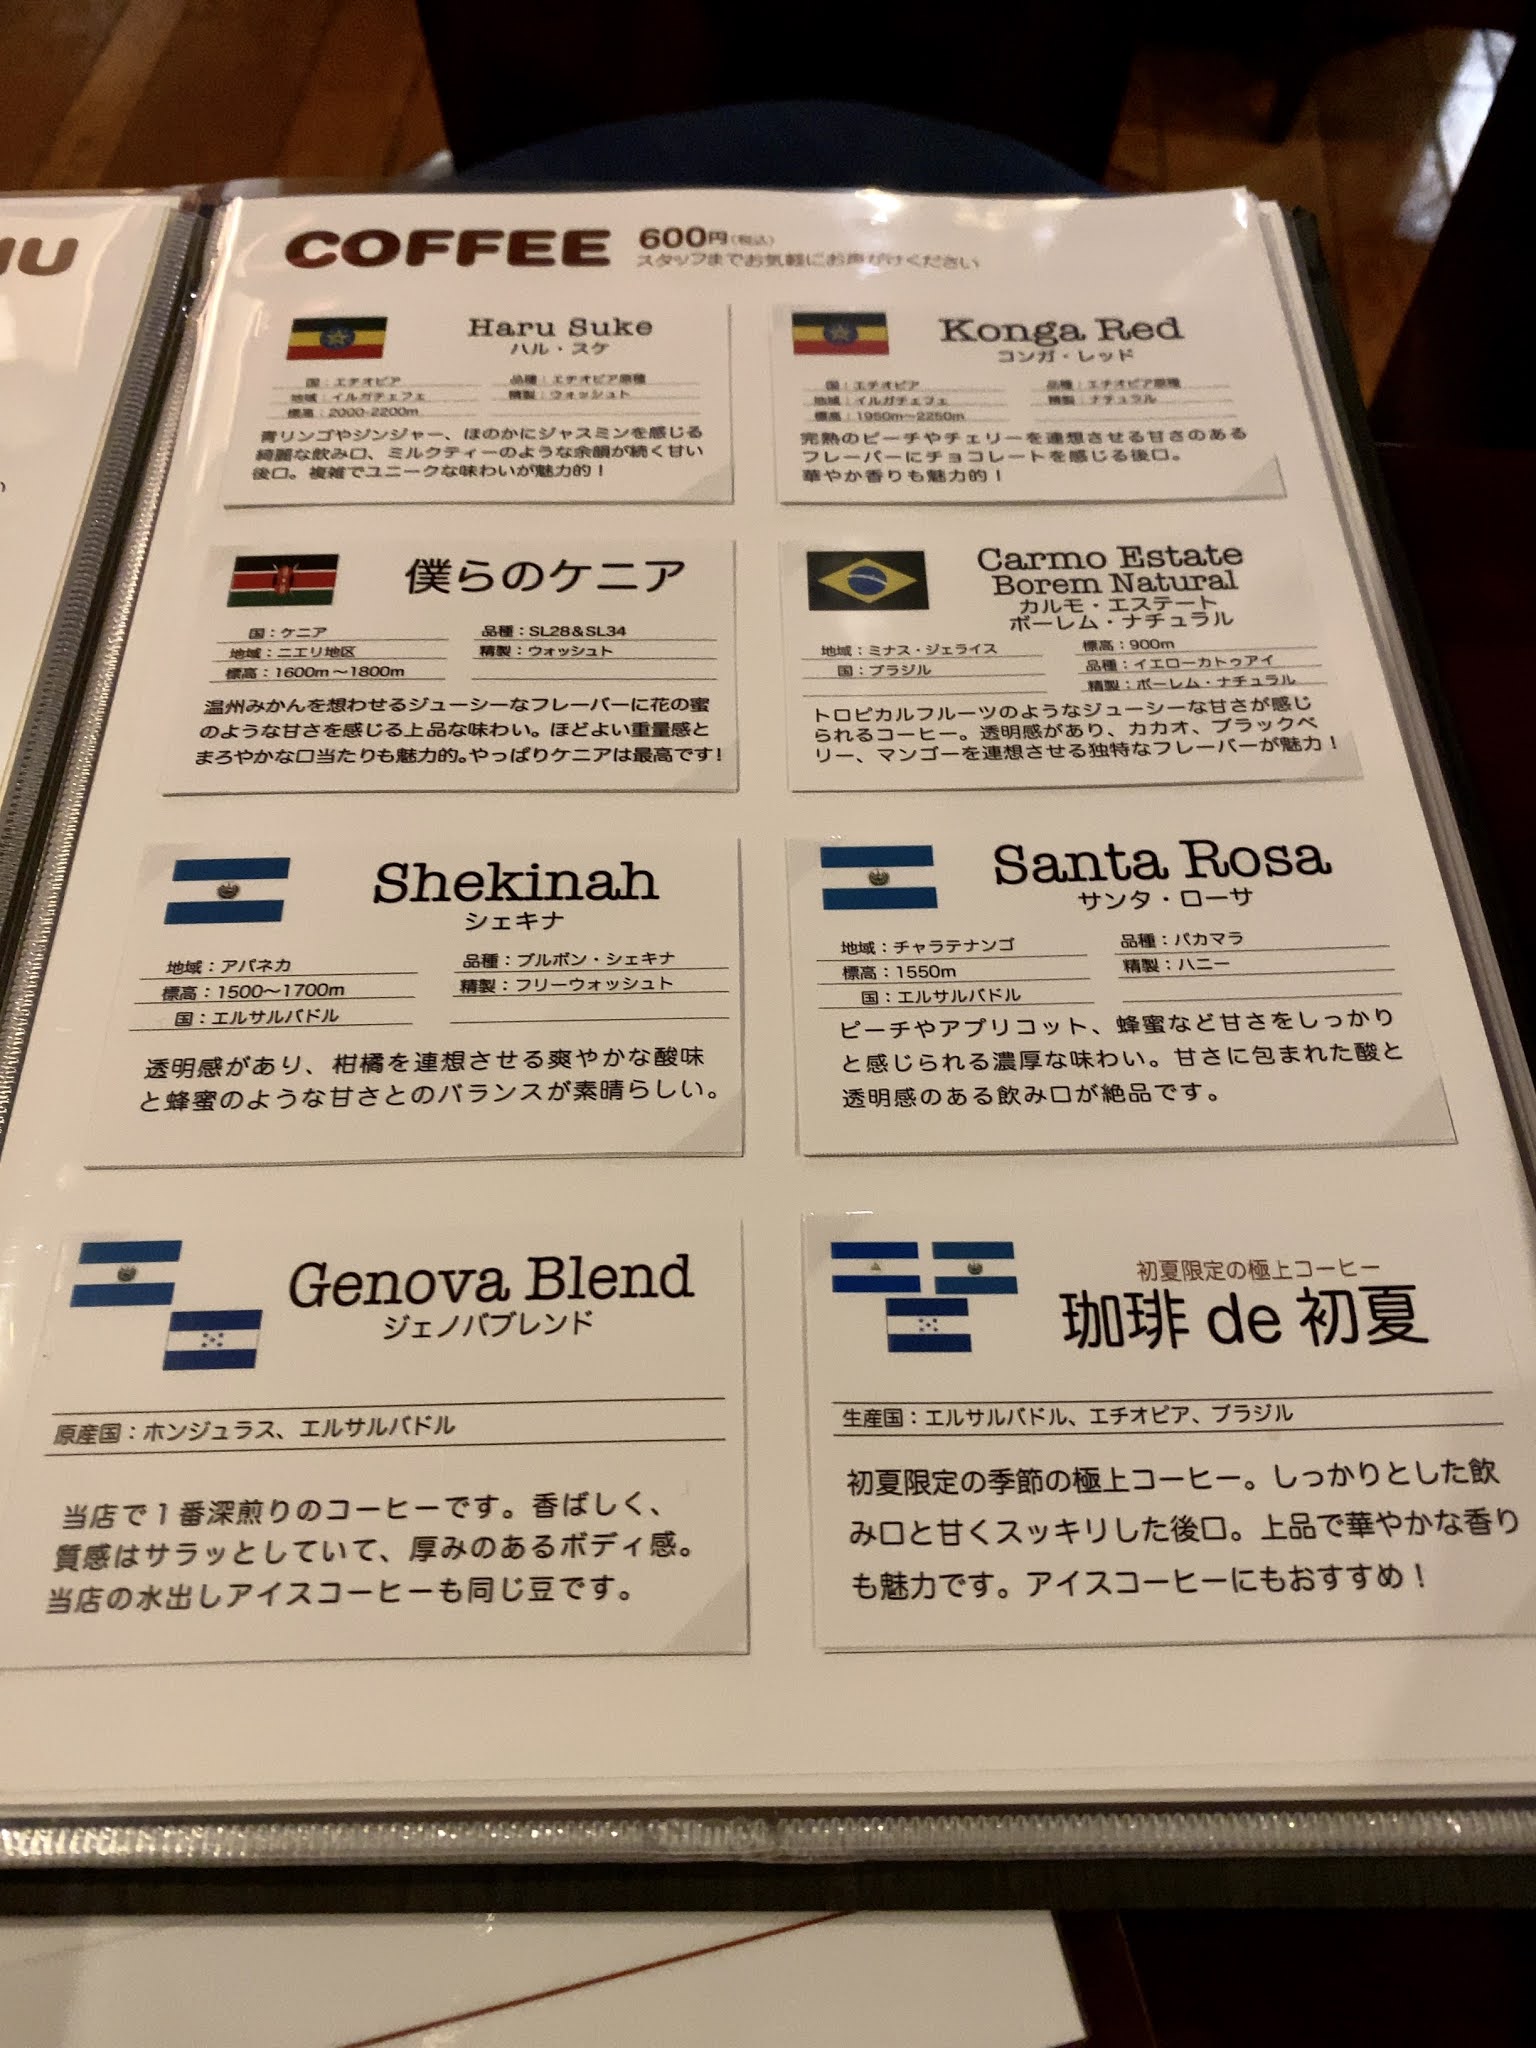 NU
COFFEE 600円(税込)
スタッフまでお気軽にお声がけください
Haru Suke
ハル・スケ
国：エチオピア
地域：イルガチェフェ
標高：2000-2200m
品種：エチオピア原種
精製：ウォッシュト
青リンゴやジンジャー、ほのかにジャスミンを感じる
綺麗な飲み口、ミルクティーのような余韻が続く甘い
後口。複雑でユニークな味わいが魅力的！
Konga Red
コンガ・レッド
国：エチオピア
地域：イルガチェフェ
標高：1950m〜2250m
品種：エチオピア原種
精製：ナチュラル
完熟のピーチやチェリーを連想させる甘さのある
フレーバーにチョコレートを感じる後口。
華やか香りも魅力的！
僕らのケニア
国：ケニア
地域：ニエリ地区
標高：1600m〜1800m
品種：SL28&SL34
精製：ウォッシュト
温州みかんを想わせるジューシーなフレーバーに花の蜜
のような甘さを感じる上品な味わい。ほどよい重量感と
まろやかな口当たりも魅力的。やっぱりケニアは最高です!
Carmo Estate
Borem Natural
カルモ・エステート
ボーレム・ナチュラル
地域：ミナス・ジェライス
国：ブラジル
標高：900m
品種：イエローカトゥアイ
精製：ボーレム・ナチュラル
トロピカルフルーツのようなジューシーな甘さが感じ
られるコーヒー。透明感があり、カカオ、ブラックベ
リー、マンゴーを連想させる独特なフレーバーが魅力！
Shekinah
シェキナ
地域：アパネカ
標高：1500〜1700m
国：エルサルバドル
品種：ブルボン・シェキナ
精製：フリーウォッシュト
透明感があり、柑橘を連想させる爽やかな酸味
と蜂蜜のような甘さとのバランスが素晴らしい。
Santa Rosa
サンタ・ローサ
地域：チャラテナンゴ
標高：1550m
国：エルサルバドル
品種：パカマラ
精製：ハニー
ピーチやアプリコット、蜂蜜など甘さをしっかり
と感じられる濃厚な味わい。甘さに包まれた酸と
透明感のある飲み口が絶品です。
Genova Blend
ジェノバブレンド
原産国：ホンジュラス、エルサルバドル
当店で１番深煎りのコーヒーです。香ばしく、
質感はサラッとしていて、厚みのあるボディ感。
当店の水出しアイスコーヒーも同じ豆です。
初夏限定の極上コーヒー
珈琲 de 初夏
生産国：エルサルバドル、エチオピア、ブラジル
初夏限定の季節の極上コーヒー。しっかりとした飲
み口と甘くスッキリした後口。上品で華やかな香り
も魅力です。アイスコーヒーにもおすすめ！